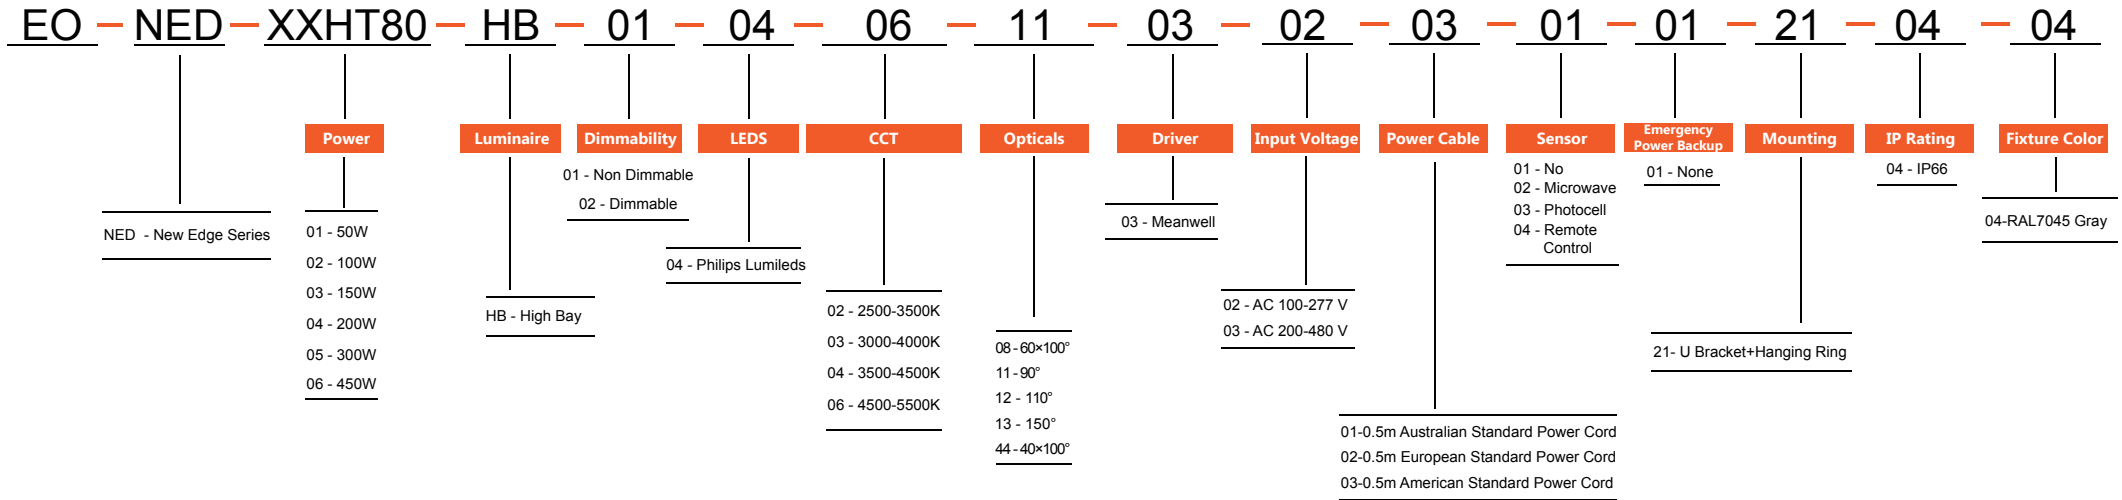 EO — NED — XXHT80 — HB — 01 — 04 — 06 — 11 — 03 — 02 — 03 — 01 — 01 — 21 — 04 — 04
NED - New Edge Series
Power
01 - 50W
02 - 100W
03 - 150W
04 - 200W
05 - 300W
06 - 450W
Luminaire
HB - High Bay
Dimmability
01 - Non Dimmable
02 - Dimmable
LEDS
04 - Philips Lumileds
CCT
02 - 2500-3500K
03 - 3000-4000K
04 - 3500-4500K
06 - 4500-5500K
Opticals
08-60×100°
11-90°
12 - 110°
13 - 150°
44-40×100°
Driver
03 - Meanwell
Input Voltage
02 - AC 100-277 V
03 - AC 200-480 V
Power Cable
01-0.5m Australian Standard Power Cord
02-0.5m European Standard Power Cord
03-0.5m American Standard Power Cord
Sensor
01 - No
02 - Microwave
03 - Photocell
04 - Remote
Control
Emergency
Power Backup
01 - None
Mounting
21- U Bracket+Hanging Ring
IP Rating
04 - IP66
Fixture Color
04-RAL7045 Gray